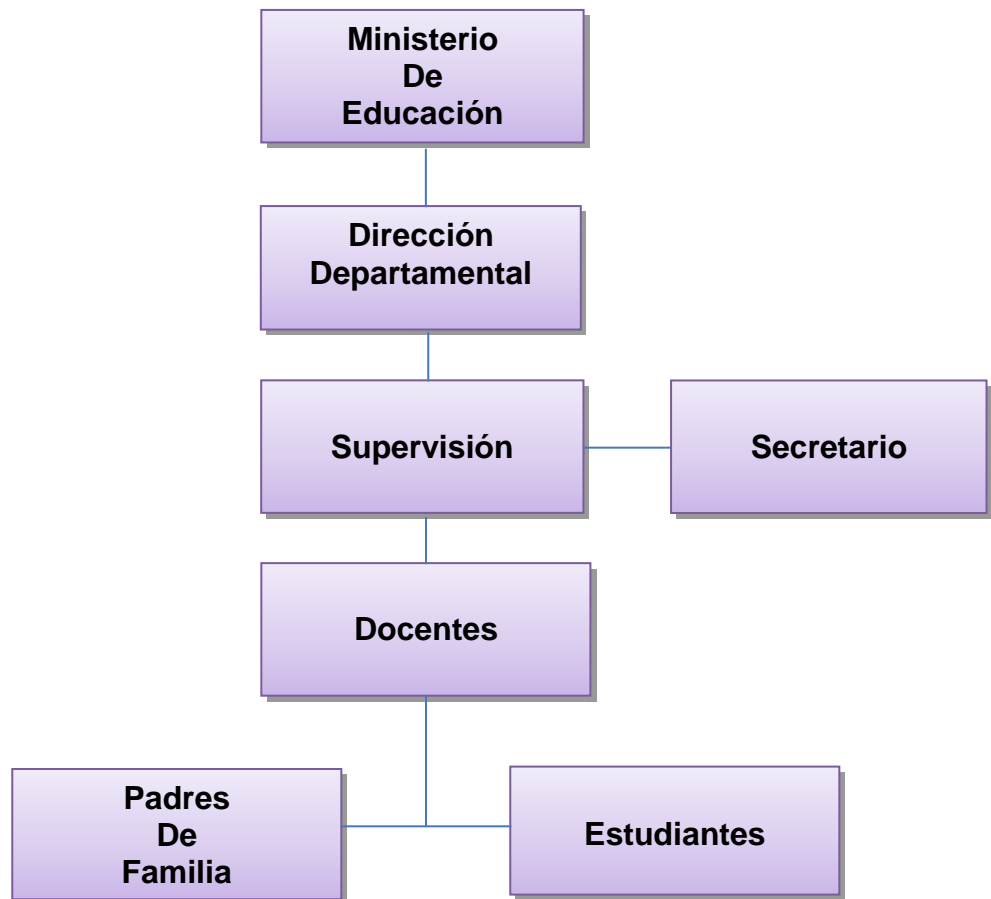 Ministerio
De
Educación
Dirección
Departamental
Supervisión
Secretario
Docentes
Padres
De
Familia
Estudiantes